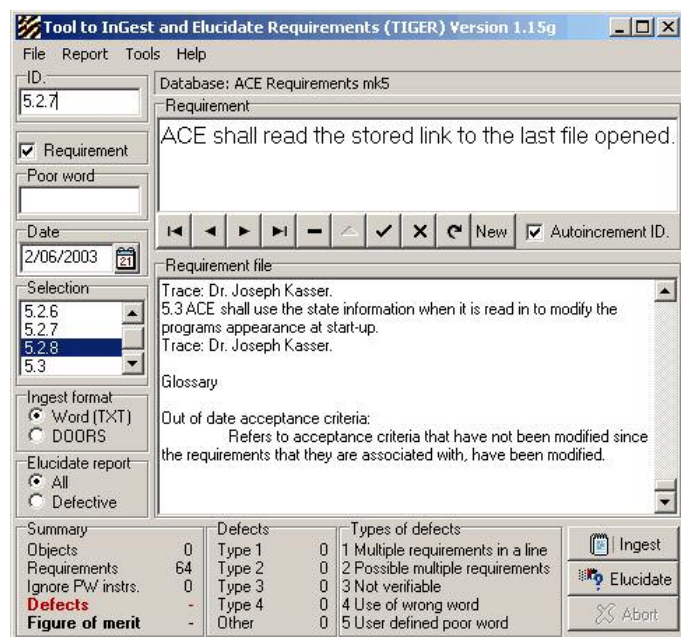 Tool to InGest and Elucidate Requirements (TIGER) Version 1.15g
File Report Tools Help
ID.
5.2.7
Database: ACE Requirements mk5
Requirement
ACE shall read the stored link to the last file opened.
Requirement
Poor word
Date
2/06/2003
21
New
Autoincrement ID.
Selection
5.2.6
5.2.7
5.2.8
5.3
Requirement file
Trace: Dr. Joseph Kasser.
5.3 ACE shall use the state information when it is read in to modify the
programs appearance at start-up.
Trace: Dr. Joseph Kasser.
Glossary
Out of date acceptance criteria:
Refers to acceptance criteria that have not been modified since
the requirements that they are associated with, have been modified.
Ingest format
Word (TXT)
DOORS
Elucidate report
All
Defective
Summary
Objects 0
Requirements 64
Ignore PW instrs. 0
Defects -
Figure of merit -
Defects
Type 1 0
Type 2 0
Type 3 0
Type 4 0
Other 0
Types of defects
1 Multiple requirements in a line
2 Possible multiple requirements
3 Not verifiable
4 Use of wrong word
5 User defined poor word
Ingest
Elucidate
Abort